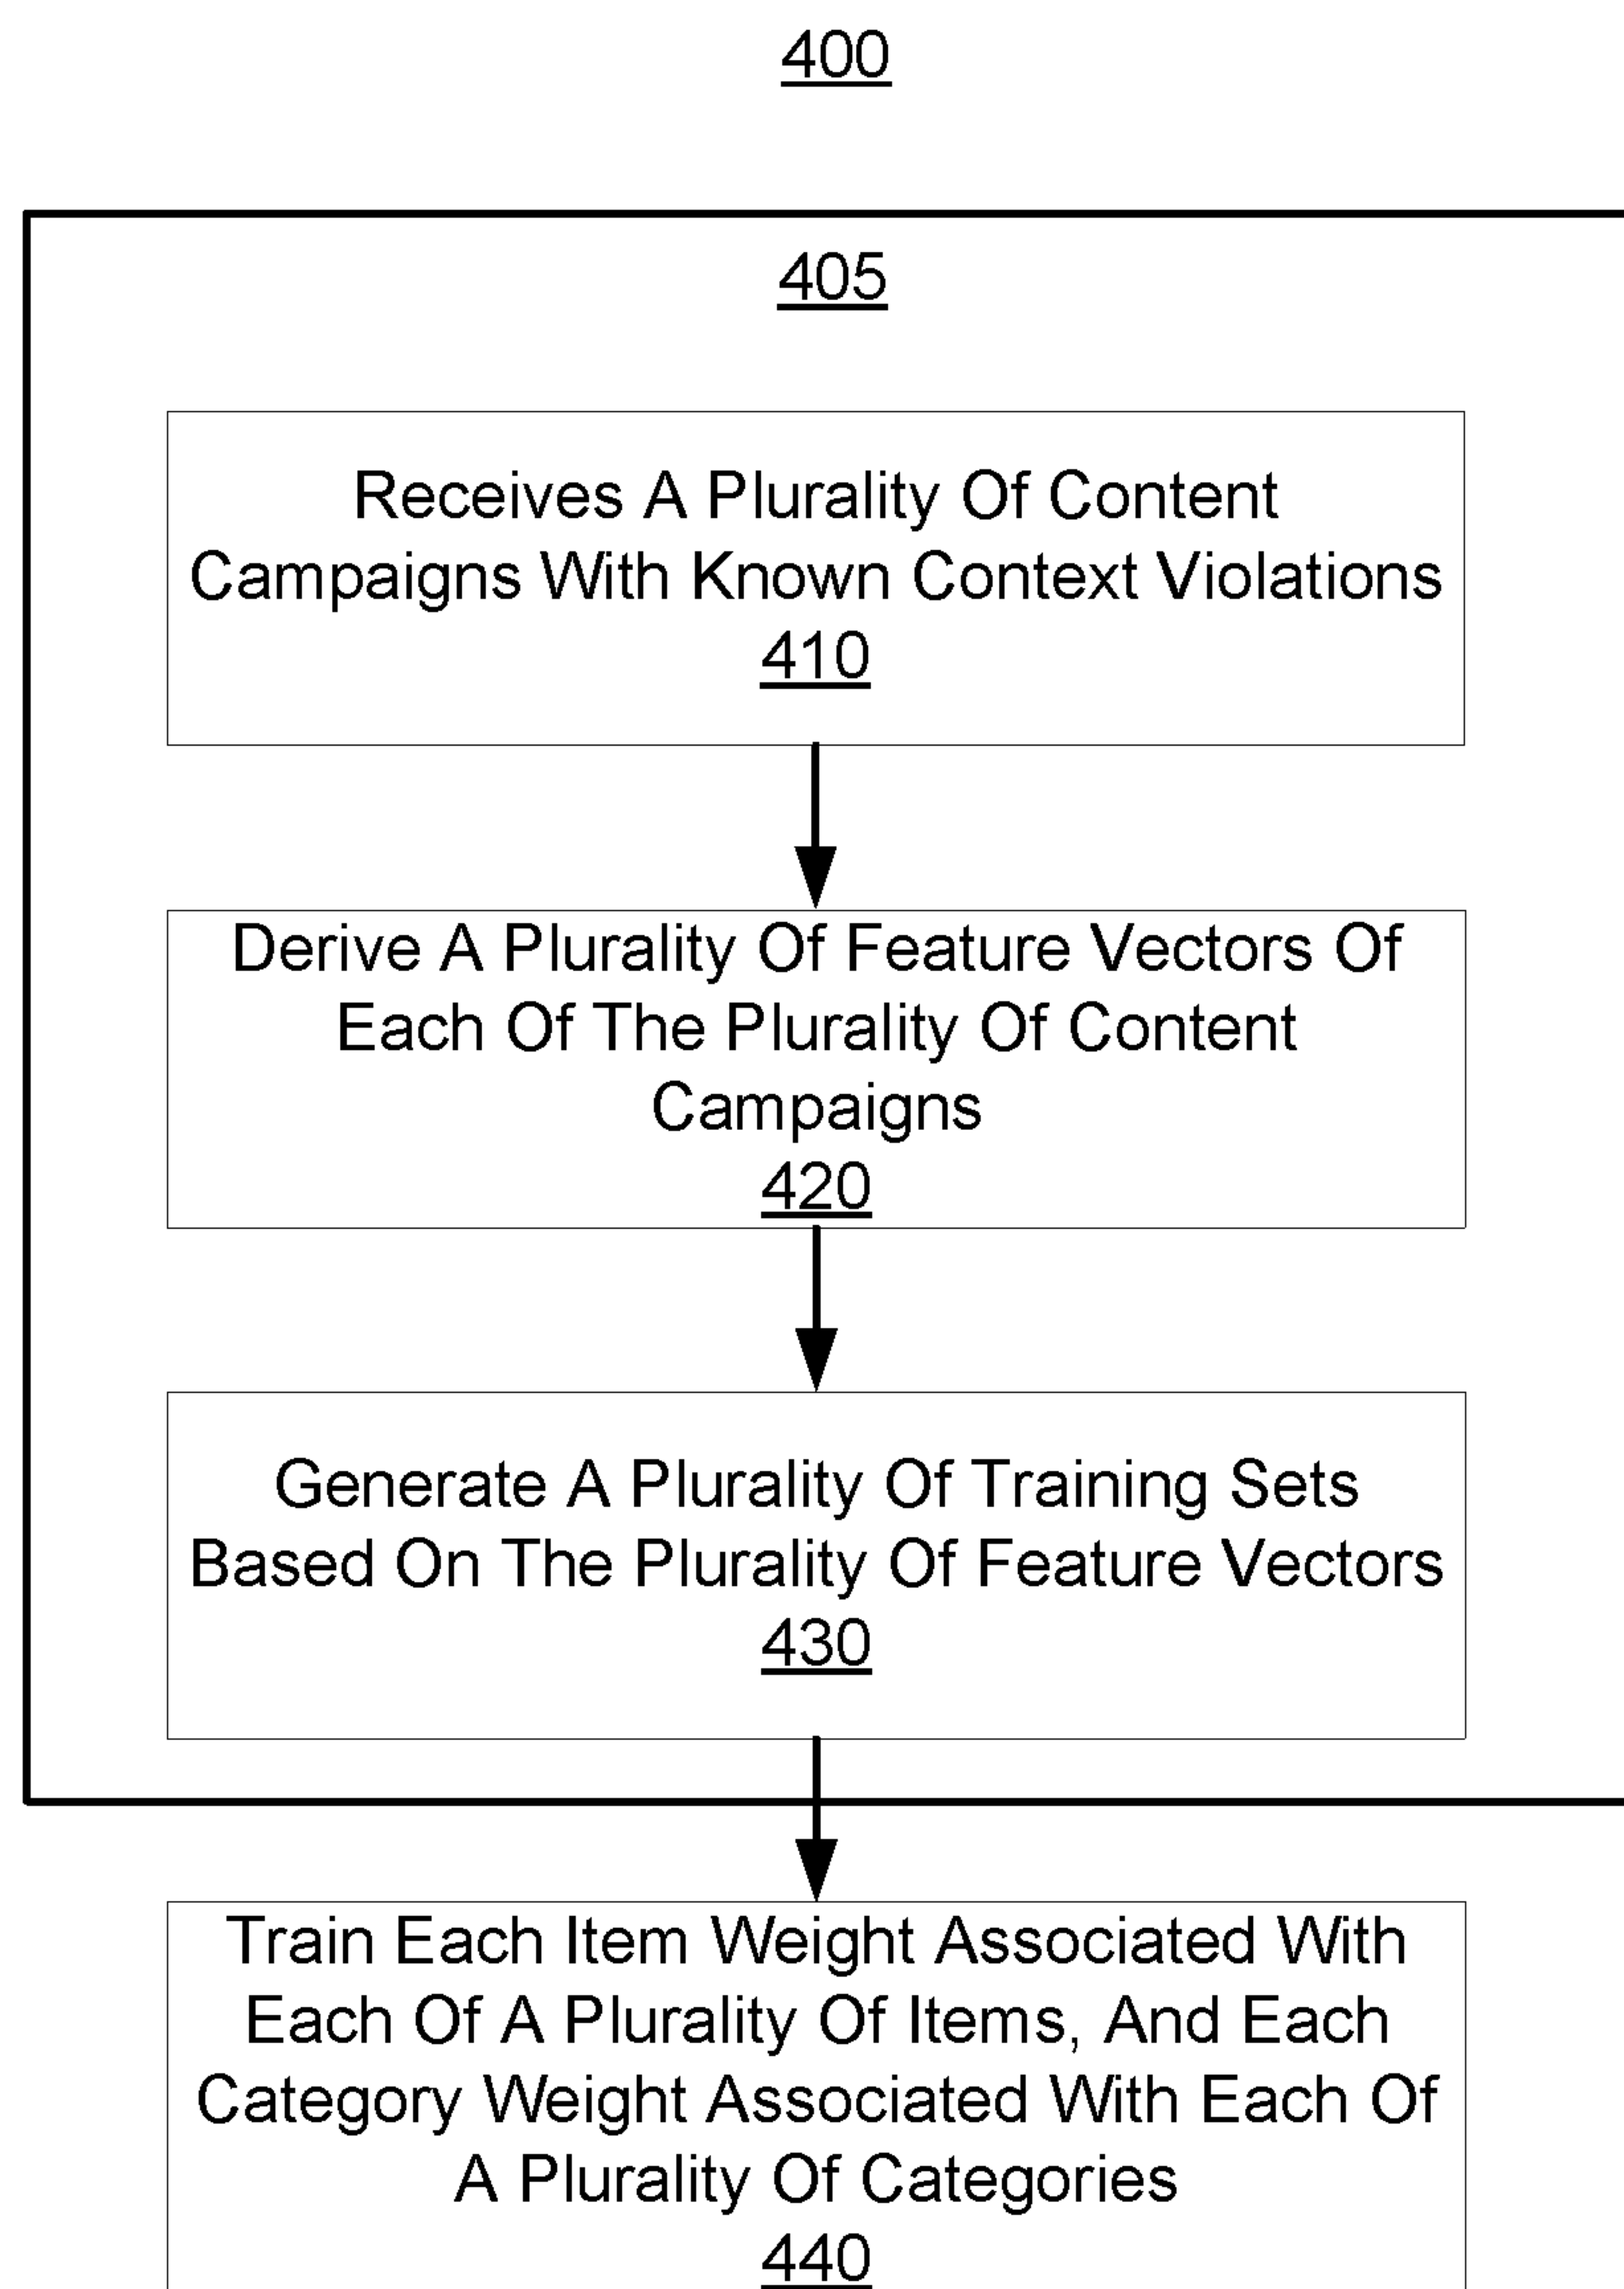 400
405
Receives A Plurality Of Content
Campaigns With Known Context Violations
410
Derive A Plurality Of Feature Vectors Of
Each Of The Plurality Of Content
Campaigns
420
Generate A Plurality Of Training Sets
Based On The Plurality Of Feature Vectors
430
Train Each Item Weight Associated With
Each Of A Plurality Of Items, And Each
Category Weight Associated With Each Of
A Plurality Of Categories
440